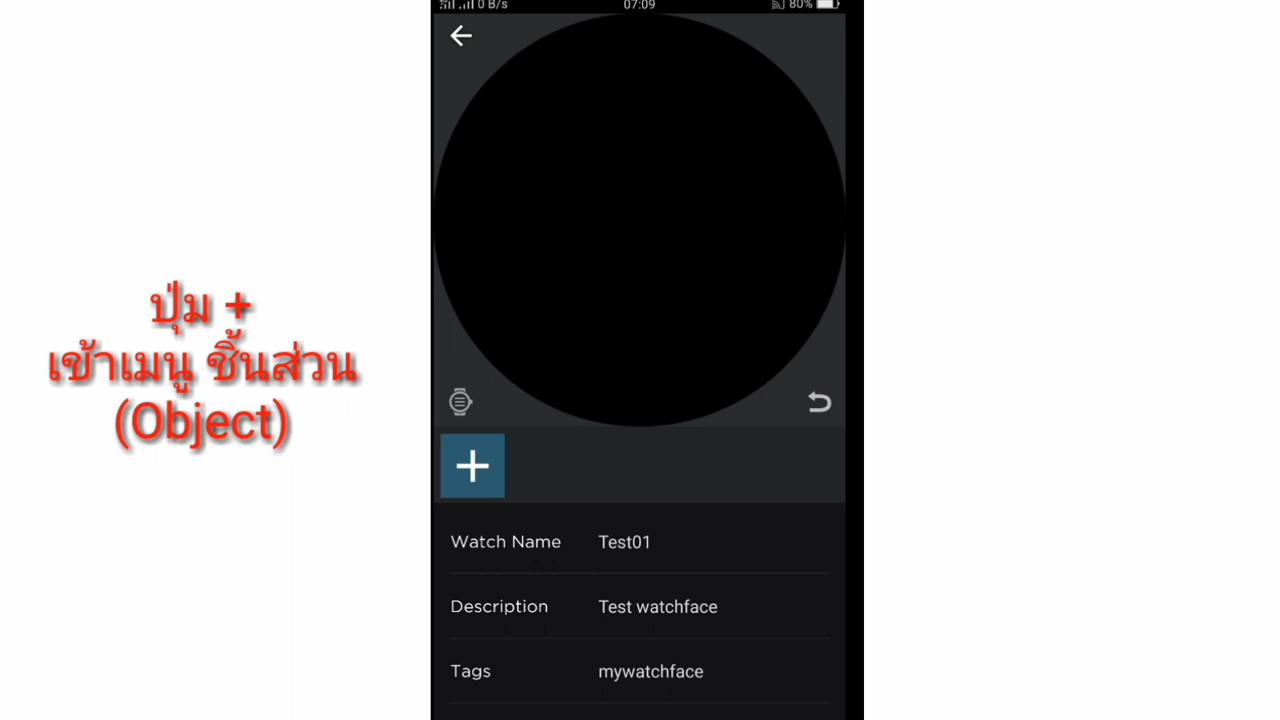 0 B/s 07:09 80%
ปุ่ม +
เข้าเมนู ชิ้นส่วน
(Object)
Watch Name Test01
Description Test watchface
Tags mywatchface